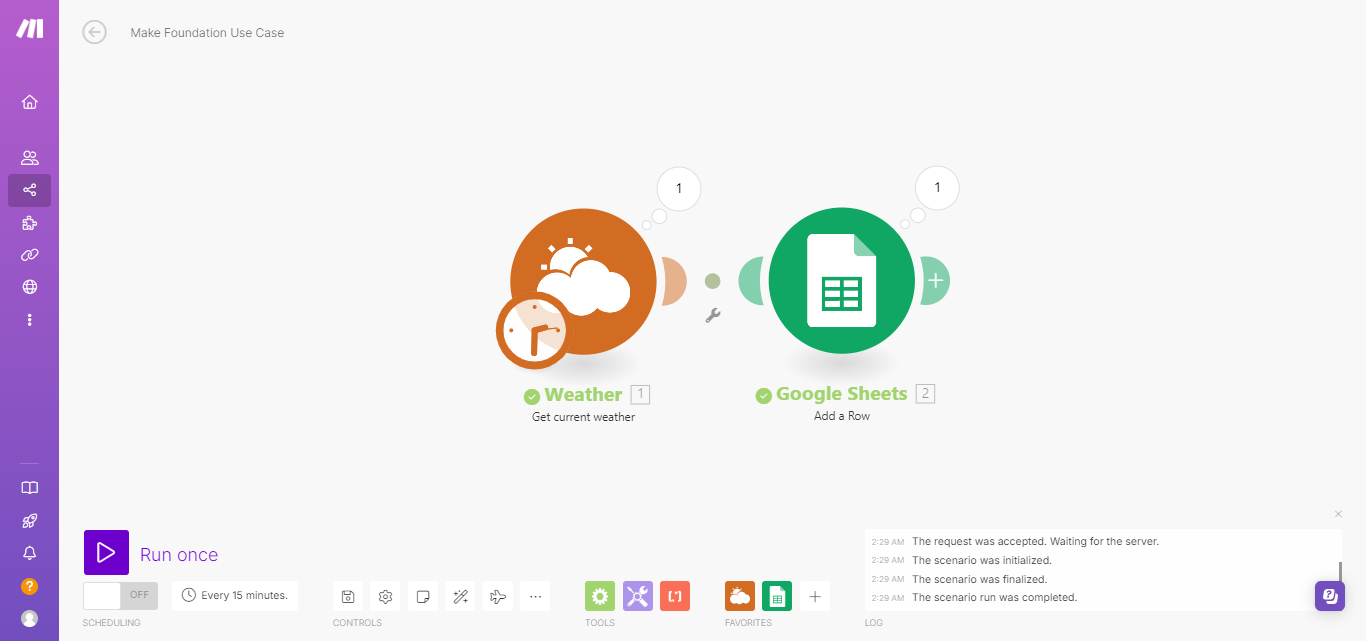 Make Foundation Use Case
1
1
Weather 1
Get current weather
Google Sheets 2
Add a Row
Run once
OFF
Every 15 minutes.
SCHEDULING
CONTROLS
TOOLS
FAVORITES
2:29 AM The request was accepted. Waiting for the server.
2:29 AM The scenario was initialized.
2:29 AM The scenario was finalized.
2:29 AM The scenario run was completed.
LOG